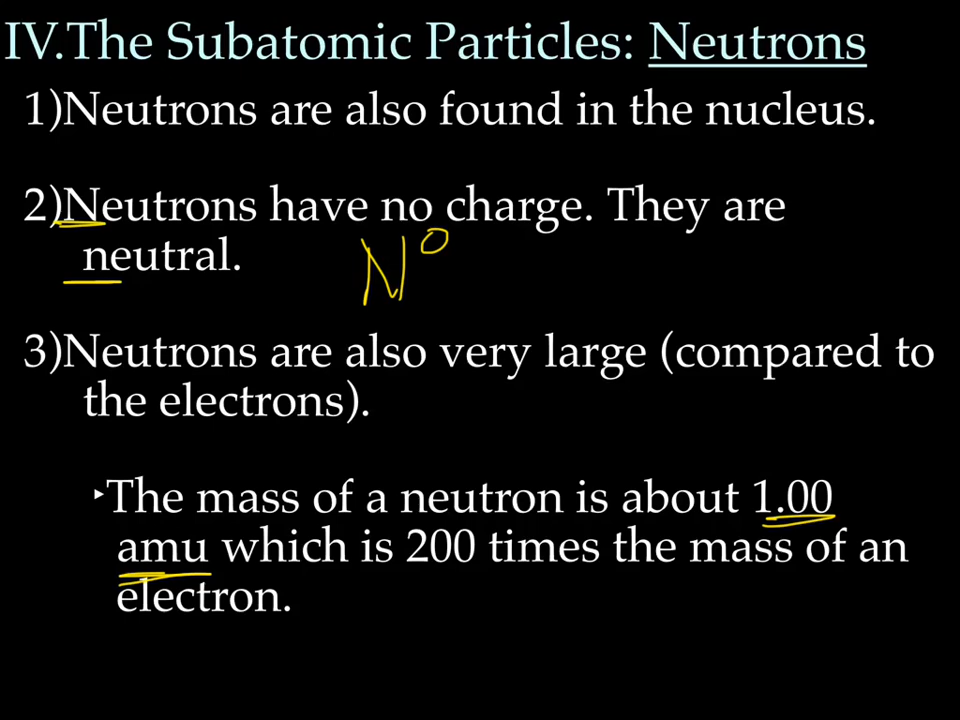 IV.The Subatomic Particles: Neutrons
1)Neutrons are also found in the nucleus.
2)Neutrons have no charge. They are
neutral.
N⁰
3)Neutrons are also very large (compared to
the electrons).
‣The mass of a neutron is about 1.00
amu which is 200 times the mass of an
electron.